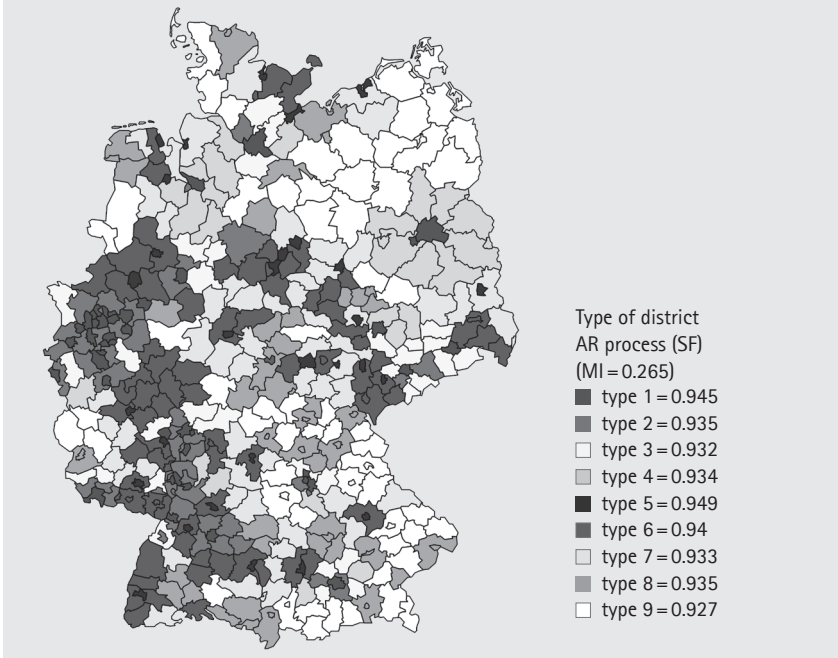 Type of district
AR process (SF)
(MI = 0.265)
type 1 = 0.945
type 2 = 0.935
type 3 = 0.932
type 4 = 0.934
type 5 = 0.949
type 6 = 0.94
type 7 = 0.933
type 8 = 0.935
type 9 = 0.927